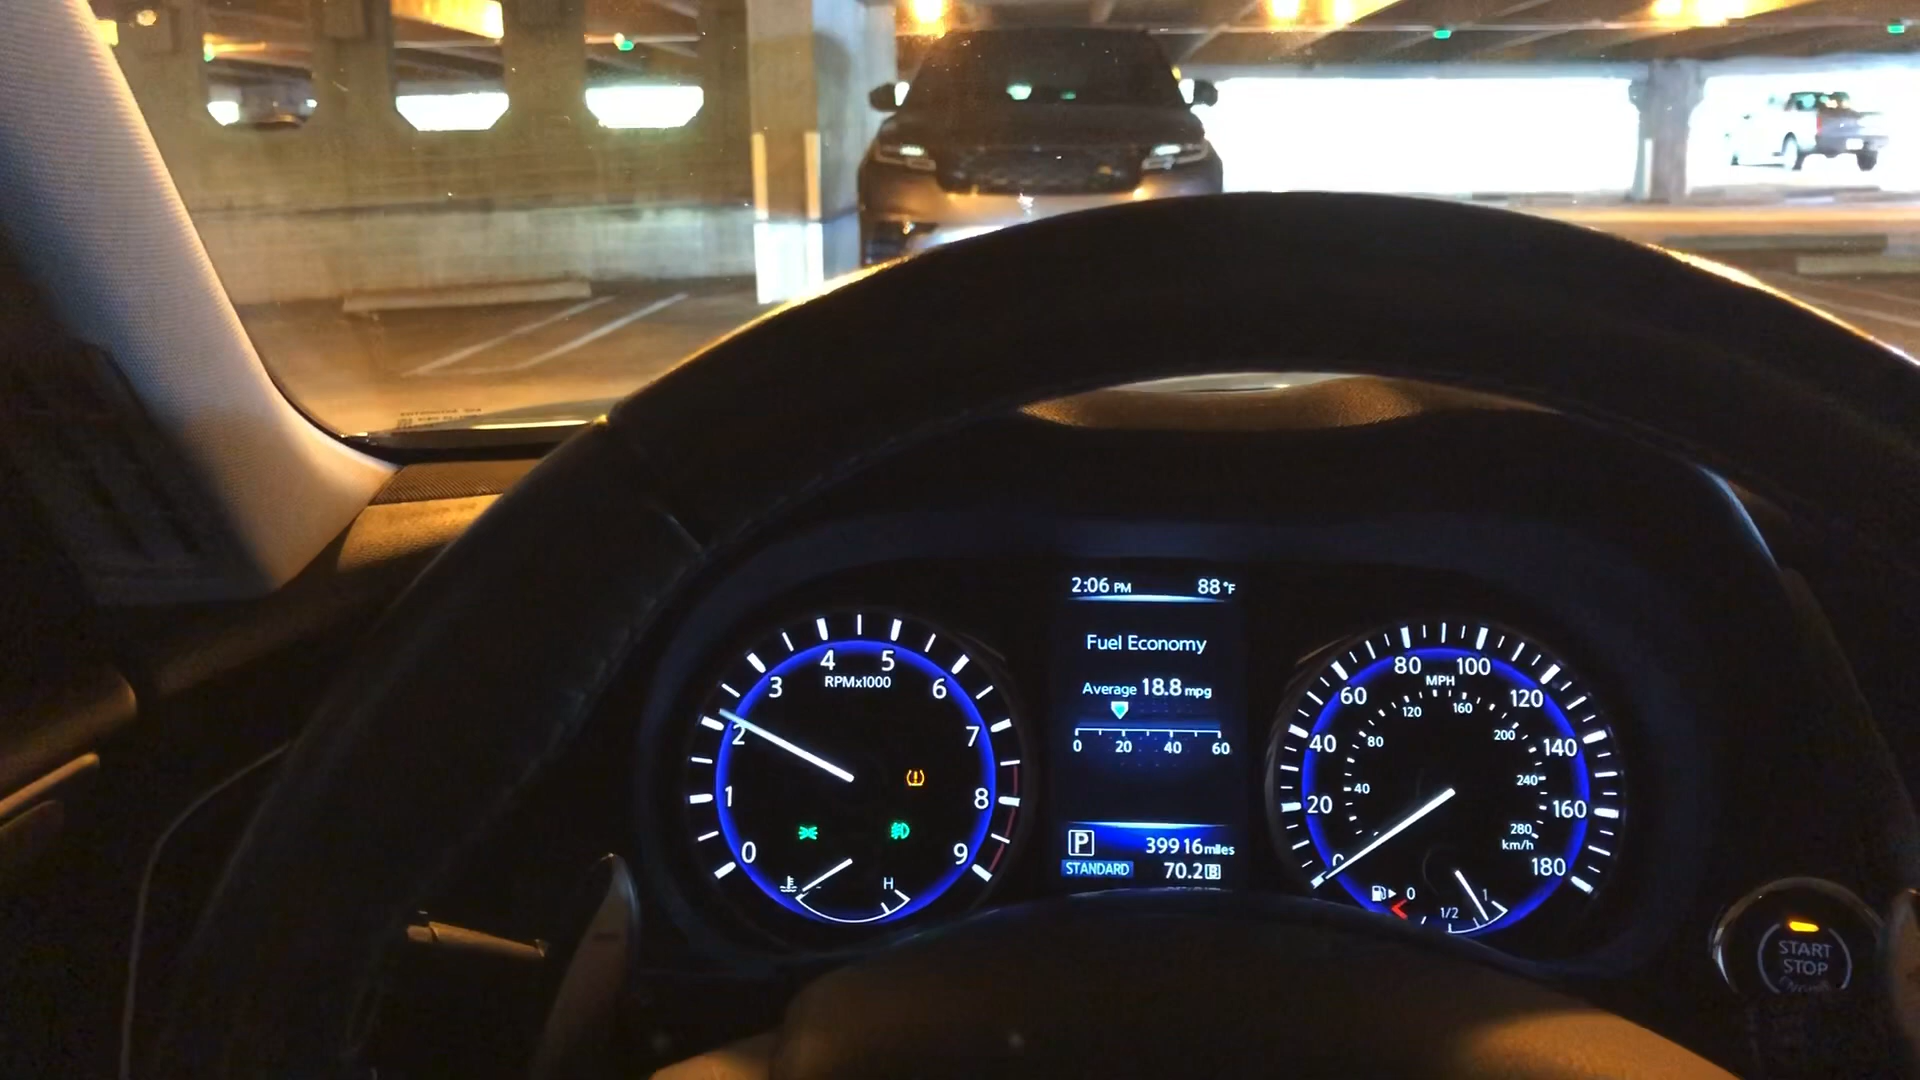 2:06 PM 88°F
Fuel Economy
Average 18.8 mpg
0 20 40 60
P 39916 miles
STANDARD 70.2 B
0 1 2 3 4 5 6 7 8 9
RPMx1000
H
0 20 40 60 80 100 120 140 160 180
MPH
40 80 120 160 200 240 280
km/h
0 1/2 1
START
STOP
ENGINE